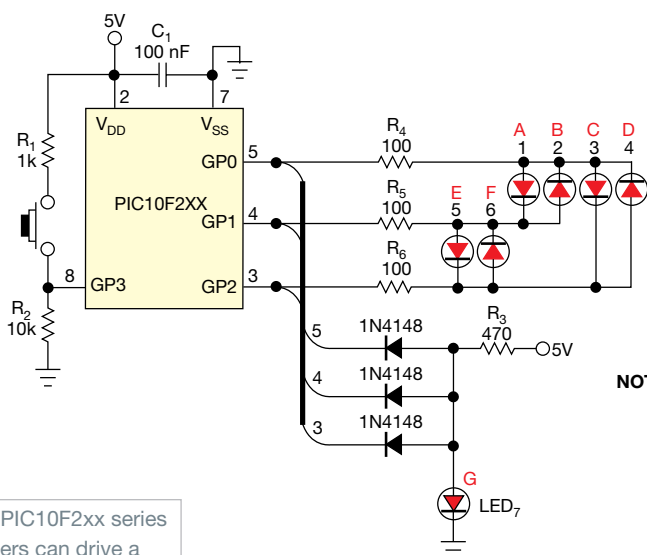 5V
C1
100 nF
2
7
VDD
VSS
R1
1k
PIC10F2XX
GP0
5
GP1
4
GP2
3
8
GP3
R2
10k
R4
100
R5
100
R6
100
A
B
C
D
1
2
3
4
E
F
5
6
5
1N4148
R3
470
5V
4
1N4148
3
1N4148
NOT
G
LED7
PIC10F2xx series
ers can drive a